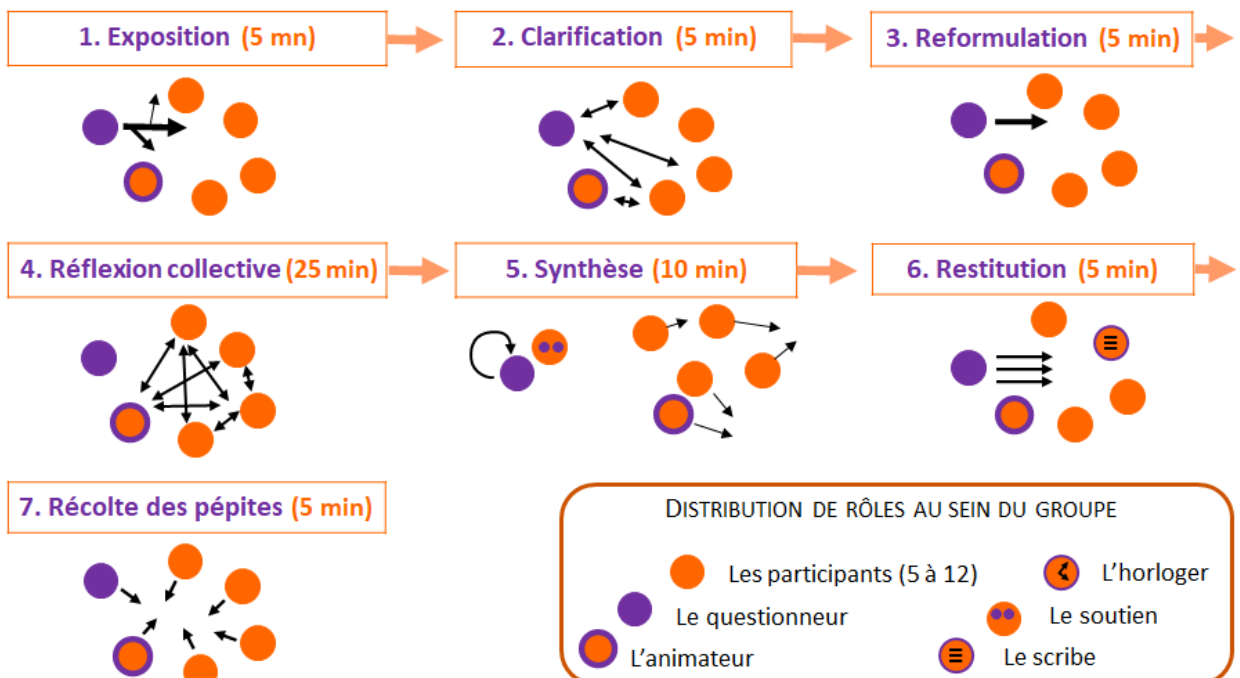 1. Exposition (5 mn)
2. Clarification (5 min)
3. Reformulation (5 min)
4. Réflexion collective (25 min)
5. Synthèse (10 min)
6. Restitution (5 min)
7. Récolte des pépites (5 min)
DISTRIBUTION DE RÔLES AU SEIN DU GROUPE
Les participants (5 à 12)
L’horloger
Le questionneur
Le soutien
L’animateur
Le scribe